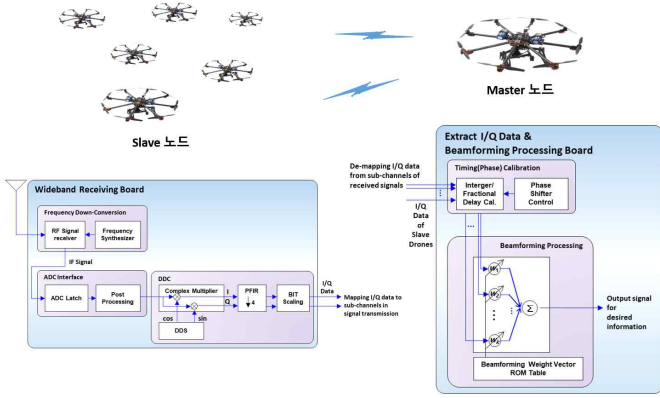 Slave 노드
Master 노드
Wideband Receiving Board
Frequency Down-Conversion
RF Signal
receiver
Frequency
Synthesizer
IF Signal
ADC Interface
ADC Latch
Post
Processing
DDC
Complex Multiplier
I
Q
cos
sin
DDS
PFIR
↓ 4
BIT
Scaling
I/Q
Data
Mapping I/Q data to
sub-channels in
signal transmission
Extract I/Q Data &
Beamforming Processing Board
De-mapping I/Q data
from sub-channels of
received signals
I/Q
Data of
Slave
Drones
Timing(Phase) Calibration
Interger/
Fractional
Delay Cal.
Phase
Shifter
Control
Beamforming Processing
W1
W2
WL
Σ
Beamforming Weight Vector
ROM Table
Output signal
for
desired
information